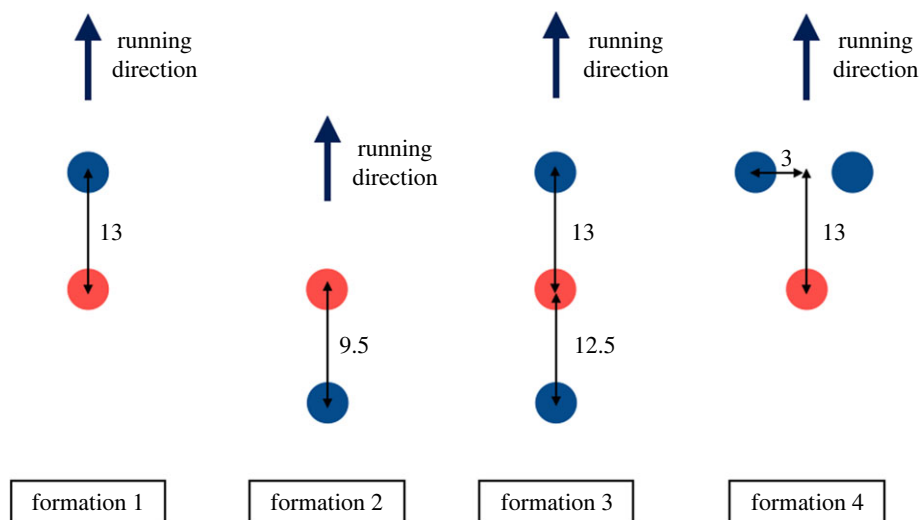 running
direction
running
direction
running
direction
running
direction
3
13
13
13
9.5
12.5
formation 1
formation 2
formation 3
formation 4